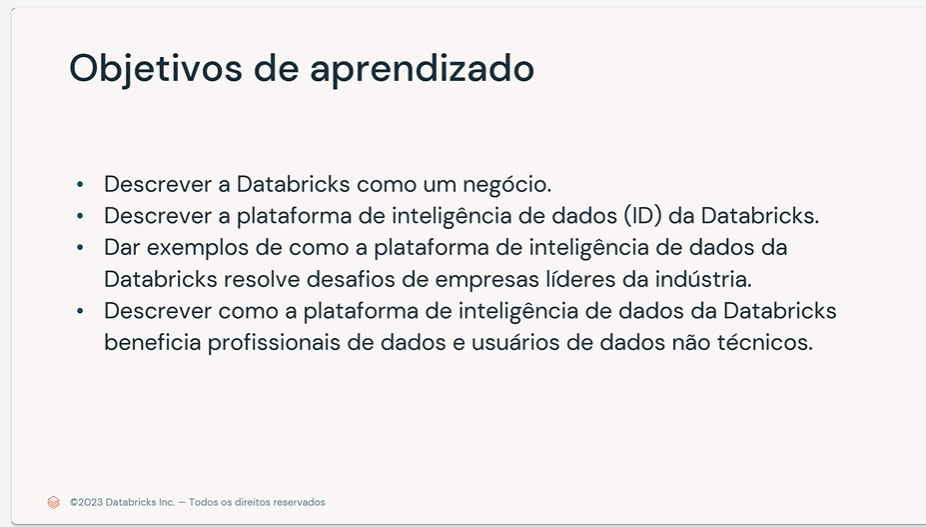 Objetivos de aprendizado
• Descrever a Databricks como um negócio.
• Descrever a plataforma de inteligência de dados (ID) da Databricks.
• Dar exemplos de como a plataforma de inteligência de dados da
Databricks resolve desafios de empresas líderes da indústria.
• Descrever como a plataforma de inteligência de dados da Databricks
beneficia profissionais de dados e usuários de dados não técnicos.
©2023 Databricks Inc. — Todos os direitos reservados